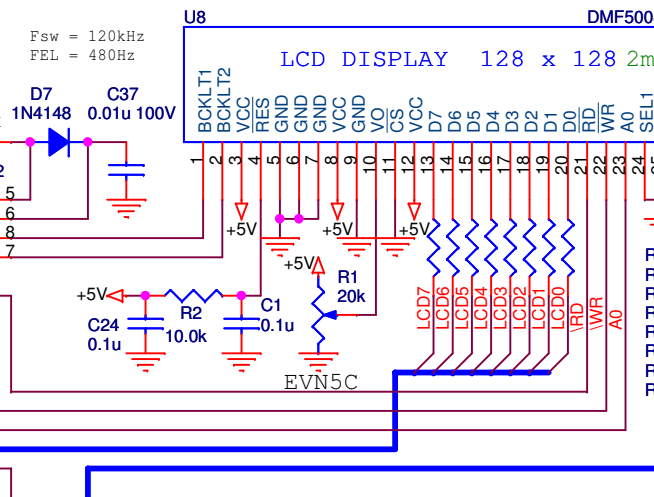 U8
DMF500
Fsw = 120kHz
FEL = 480Hz
LCD DISPLAY 128 x 128 2m
D7
1N4148
C37
0.01u 100V
BCKLT1
BCKLT2
VCC
RES
GND
GND
GND
VCC
GND
VO
CS
VCC
D7
D6
D5
D4
D3
D2
D1
D0
RD
WR
A0
SEL1
1
2
3
4
5
6
7
8
9
10
11
12
13
14
15
16
17
18
19
20
21
22
23
24
2
5
6
8
7
+5V
+5V
+5V
+5V
+5V
R1
20k
R2
10.0k
C1
0.1u
C24
0.1u
EVN5C
LCD7
LCD6
LCD5
LCD4
LCD3
LCD2
LCD1
LCD0
\RD
\WR
A0
R
R
R
R
R
R
R
R